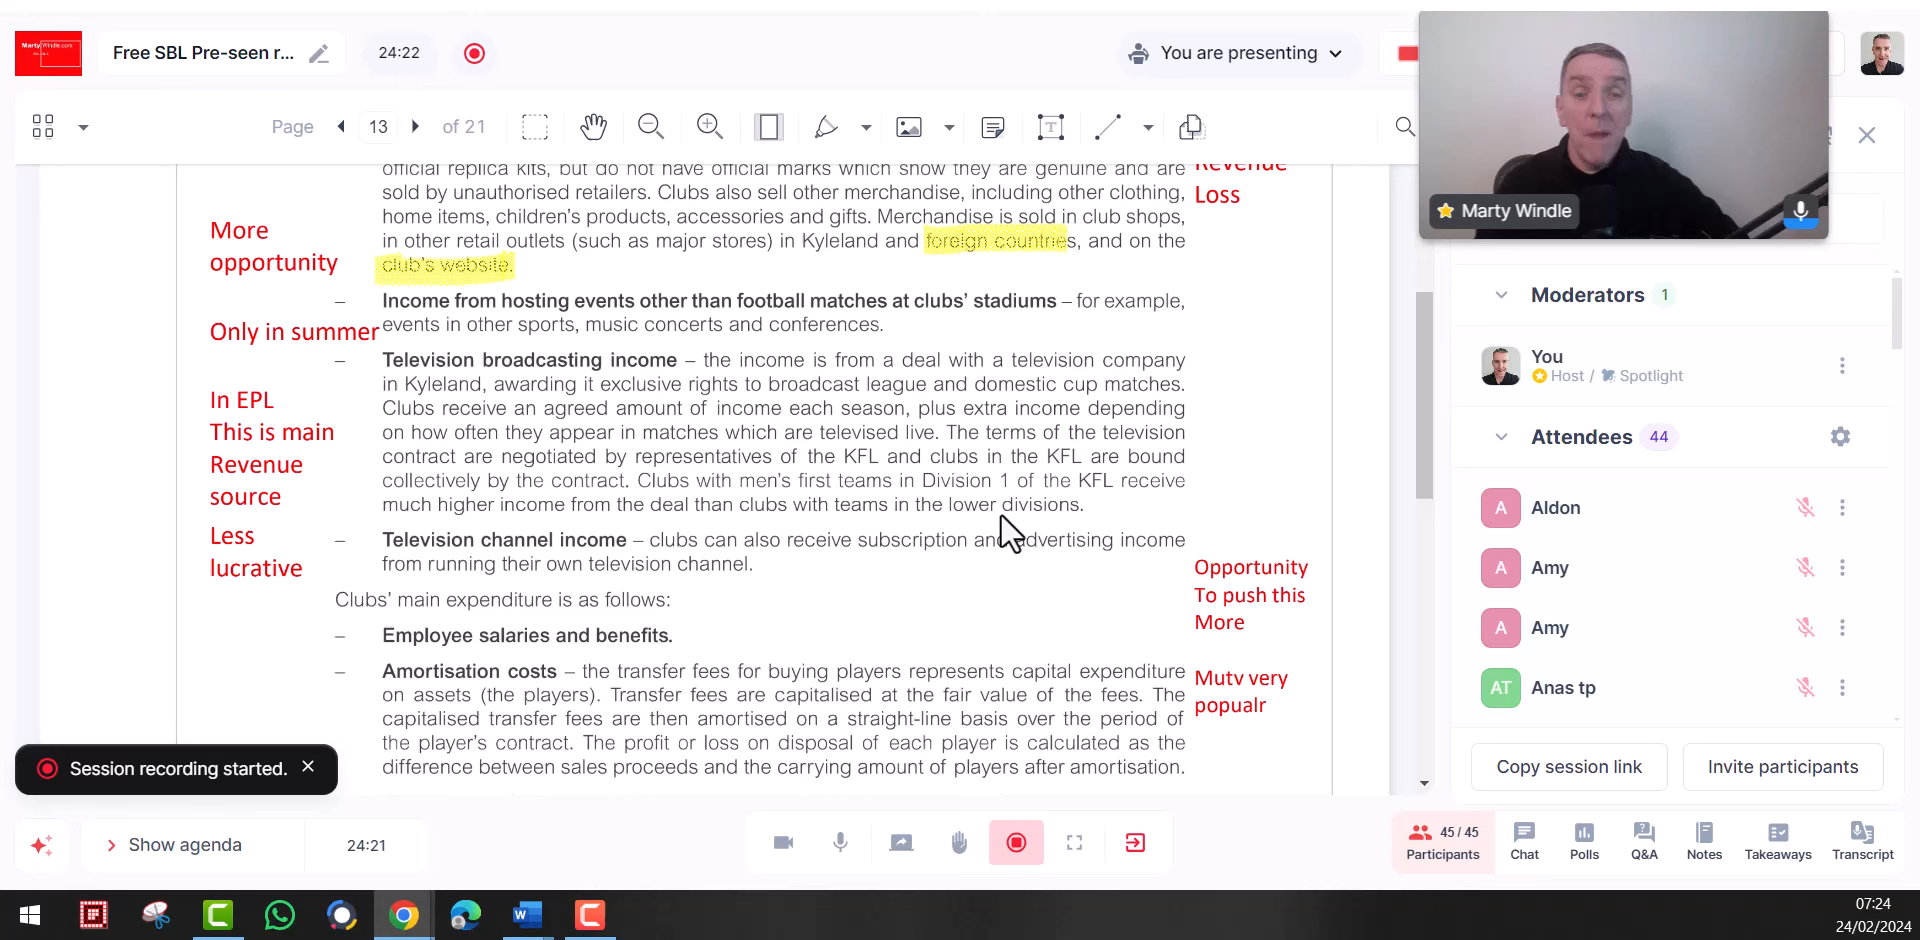 MartyWindle.com
Free SBL Pre-seen r...
24:22
You are presenting
Page
13
of 21
Marty Windle
official replica kits, but do not have official marks which show they are genuine and are
sold by unauthorised retailers. Clubs also sell other merchandise, including other clothing,
home items, children's products, accessories and gifts. Merchandise is sold in club shops,
in other retail outlets (such as major stores) in Kyleland and foreign countries, and on the
club's website.
Revenue
Loss
More
opportunity
– Income from hosting events other than football matches at clubs' stadiums – for example,
events in other sports, music concerts and conferences.
Only in summer
– Television broadcasting income – the income is from a deal with a television company
in Kyleland, awarding it exclusive rights to broadcast league and domestic cup matches.
Clubs receive an agreed amount of income each season, plus extra income depending
on how often they appear in matches which are televised live. The terms of the television
contract are negotiated by representatives of the KFL and clubs in the KFL are bound
collectively by the contract. Clubs with men's first teams in Division 1 of the KFL receive
much higher income from the deal than clubs with teams in the lower divisions.
In EPL
This is main
Revenue
source
Less
lucrative
– Television channel income – clubs can also receive subscription and advertising income
from running their own television channel.
Opportunity
To push this
More
Clubs' main expenditure is as follows:
– Employee salaries and benefits.
– Amortisation costs – the transfer fees for buying players represents capital expenditure
on assets (the players). Transfer fees are capitalised at the fair value of the fees. The
capitalised transfer fees are then amortised on a straight-line basis over the period of
the player's contract. The profit or loss on disposal of each player is calculated as the
difference between sales proceeds and the carrying amount of players after amortisation.
Mutv very
popualr
Moderators 1
You
Host / Spotlight
Attendees 44
A Aldon
A Amy
A Amy
AT Anas tp
Copy session link
Invite participants
Session recording started.
Show agenda
24:21
45 / 45
Participants
Chat
Polls
Q&A
Notes
Takeaways
Transcript
07:24
24/02/2024